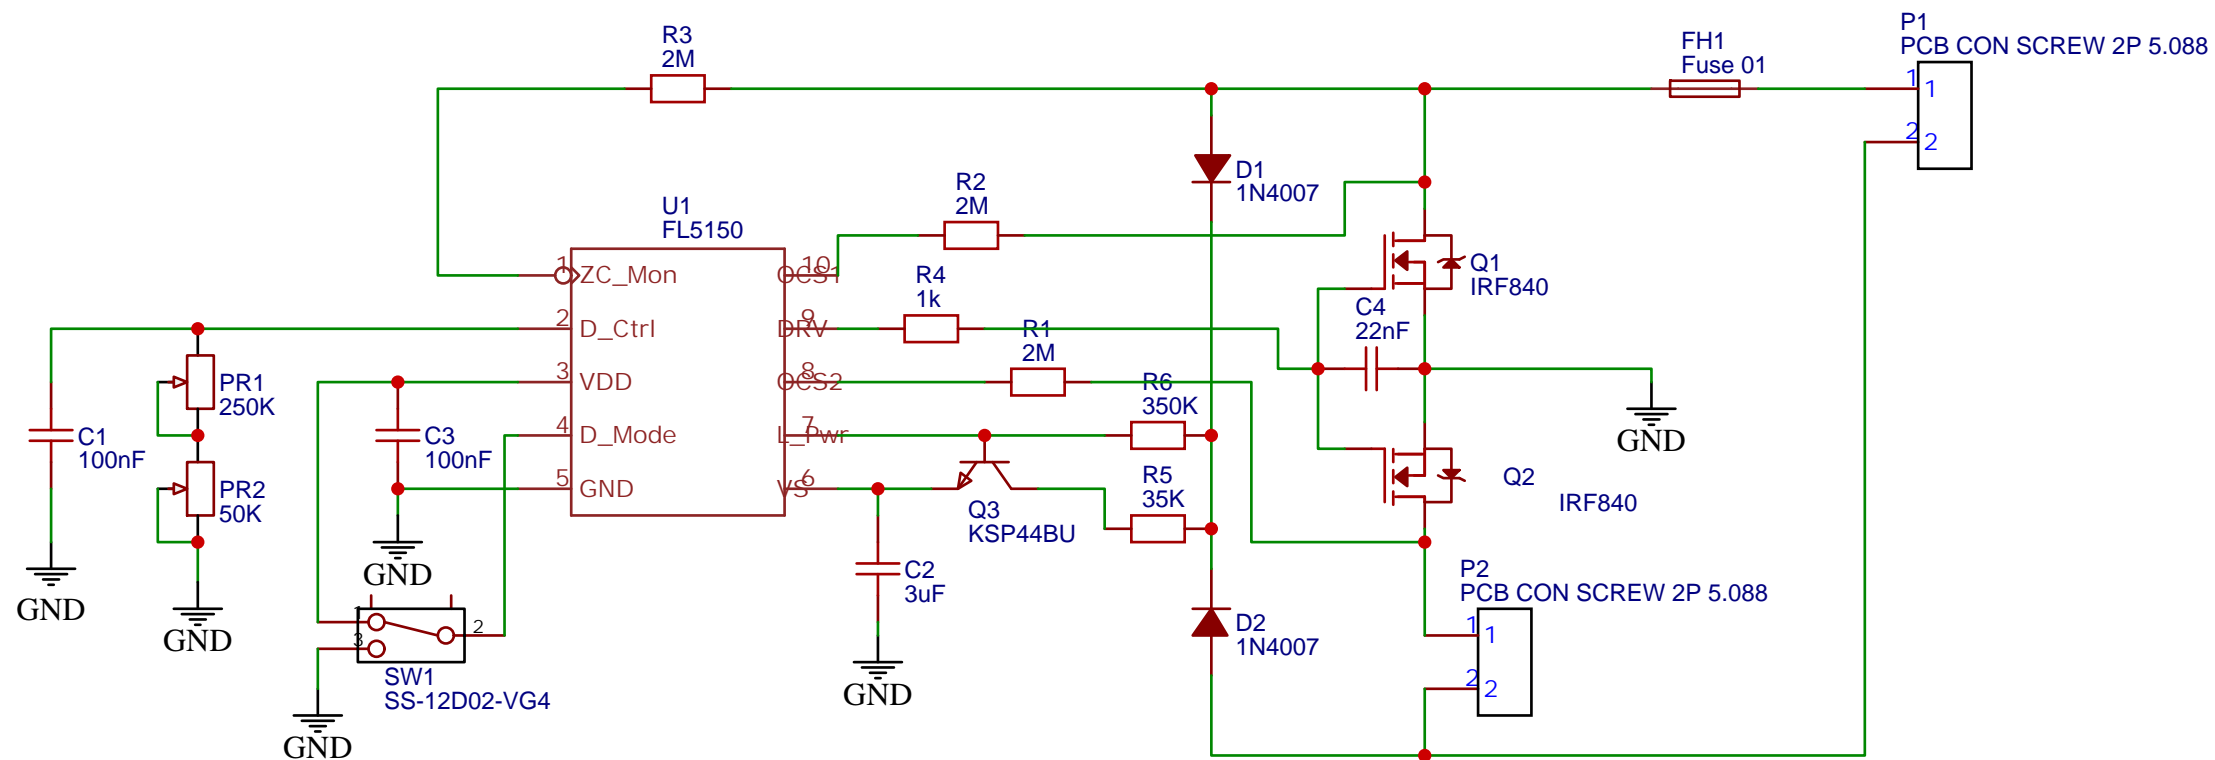 P1
PCB CON SCREW 2P 5.088
1
1
2
2
FH1
Fuse 01
R3
2M
D1
1N4007
R2
2M
U1
FL5150
1
ZC_Mon
2
D_Ctrl
3
VDD
4
D_Mode
5
GND
10
OCS1
9
DRV
8
OCS2
7
L_Pwr
6
VS
R4
1k
R1
2M
R6
350K
R5
35K
Q1
IRF840
C4
22nF
GND
Q2
IRF840
PR1
250K
PR2
50K
C1
100nF
GND
GND
C3
100nF
GND
Q3
KSP44BU
C2
3uF
GND
D2
1N4007
P2
PCB CON SCREW 2P 5.088
1
1
2
2
1
3
2
SW1
SS-12D02-VG4
GND